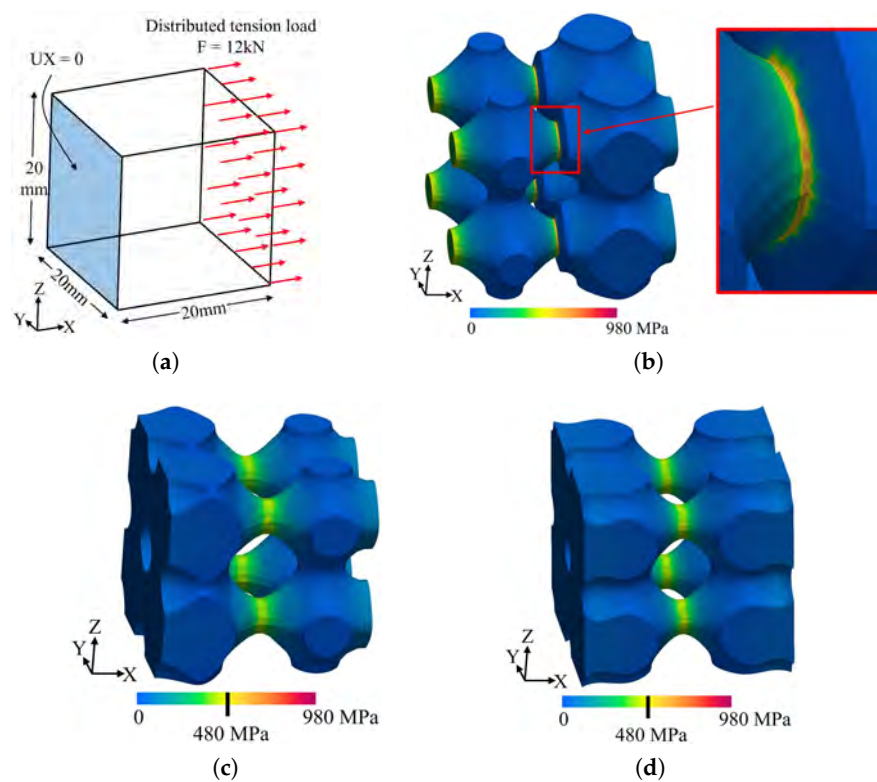 Distributed tension load
F = 12kN
UX = 0
20
mm
20mm
20mm
Z
Y
X
(a)
Z
Y
X
0
980 MPa
(b)
Z
Y
X
0
980 MPa
480 MPa
(c)
Z
Y
X
0
980 MPa
480 MPa
(d)